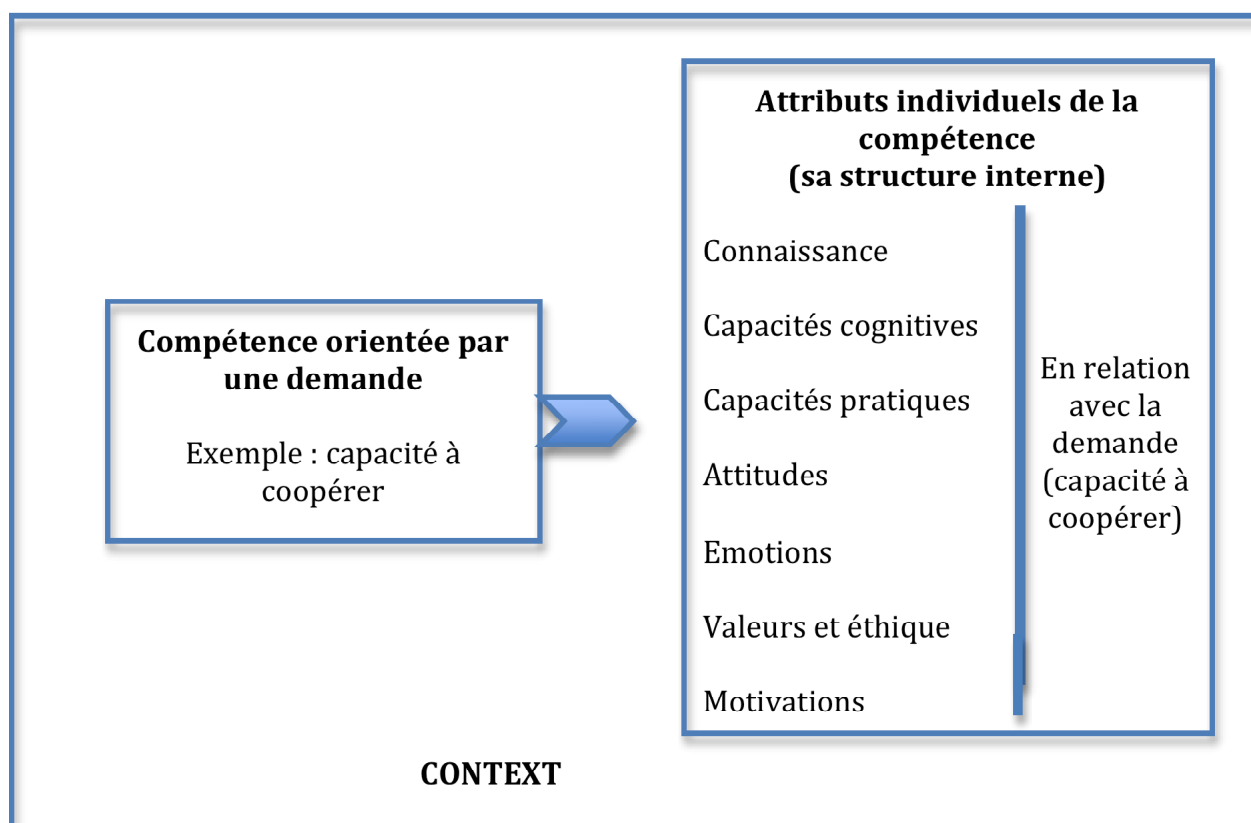 Compétence orientée par
une demande
Exemple : capacité à
coopérer
Attributs individuels de la
compétence
(sa structure interne)
Connaissance
Capacités cognitives
Capacités pratiques
Attitudes
Emotions
Valeurs et éthique
Motivations
En relation
avec la
demande
(capacité à
coopérer)
CONTEXT